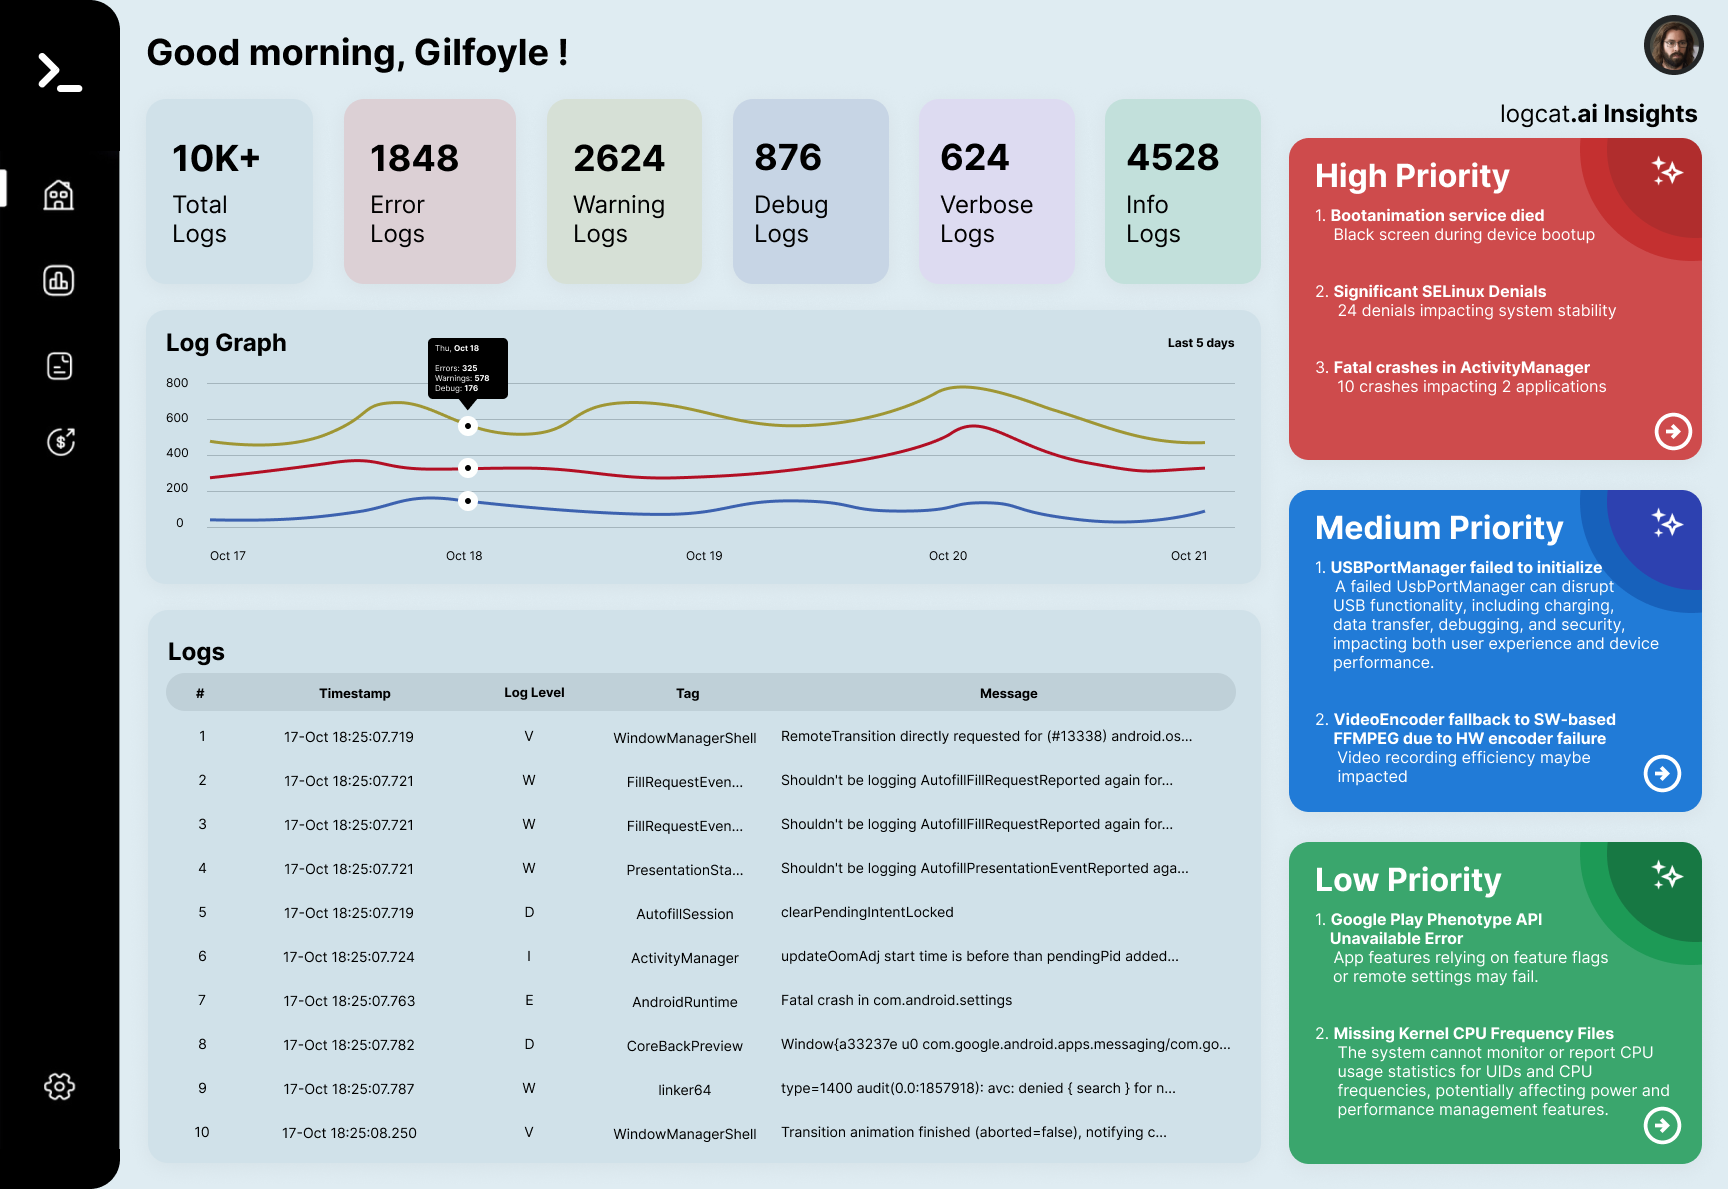 Good morning, Gilfoyle !
10K+
Total
Logs
1848
Error
Logs
2624
Warning
Logs
876
Debug
Logs
624
Verbose
Logs
4528
Info
Logs
Log Graph
Last 5 days
Thu, Oct 18
Errors: 325
Warnings: 578
Debug: 176
800
600
400
200
0
Oct 17 Oct 18 Oct 19 Oct 20 Oct 21
Logs
# Timestamp Log Level Tag Message
1 17-Oct 18:25:07.719 V WindowManagerShell RemoteTransition directly requested for (#13338) android.os...
2 17-Oct 18:25:07.721 W FillRequestEven... Shouldn't be logging AutofillFillRequestReported again for...
3 17-Oct 18:25:07.721 W FillRequestEven... Shouldn't be logging AutofillFillRequestReported again for...
4 17-Oct 18:25:07.721 W PresentationSta... Shouldn't be logging AutofillPresentationEventReported aga...
5 17-Oct 18:25:07.719 D AutofillSession clearPendingIntentLocked
6 17-Oct 18:25:07.724 I ActivityManager updateOomAdj start time is before than pendingPid added...
7 17-Oct 18:25:07.763 E AndroidRuntime Fatal crash in com.android.settings
8 17-Oct 18:25:07.782 D CoreBackPreview Window{a33237e u0 com.google.android.apps.messaging/com.go...
9 17-Oct 18:25:07.787 W linker64 type=1400 audit(0.0:1857918): avc: denied { search } for n...
10 17-Oct 18:25:08.250 V WindowManagerShell Transition animation finished (aborted=false), notifying c...
logcat.ai Insights
High Priority
1. Bootanimation service died
Black screen during device bootup
2. Significant SELinux Denials
24 denials impacting system stability
3. Fatal crashes in ActivityManager
10 crashes impacting 2 applications
Medium Priority
1. USBPortManager failed to initialize
A failed UsbPortManager can disrupt
USB functionality, including charging,
data transfer, debugging, and security,
impacting both user experience and device
performance.
2. VideoEncoder fallback to SW-based
FFMPEG due to HW encoder failure
Video recording efficiency maybe
impacted
Low Priority
1. Google Play Phenotype API
Unavailable Error
App features relying on feature flags
or remote settings may fail.
2. Missing Kernel CPU Frequency Files
The system cannot monitor or report CPU
usage statistics for UIDs and CPU
frequencies, potentially affecting power and
performance management features.